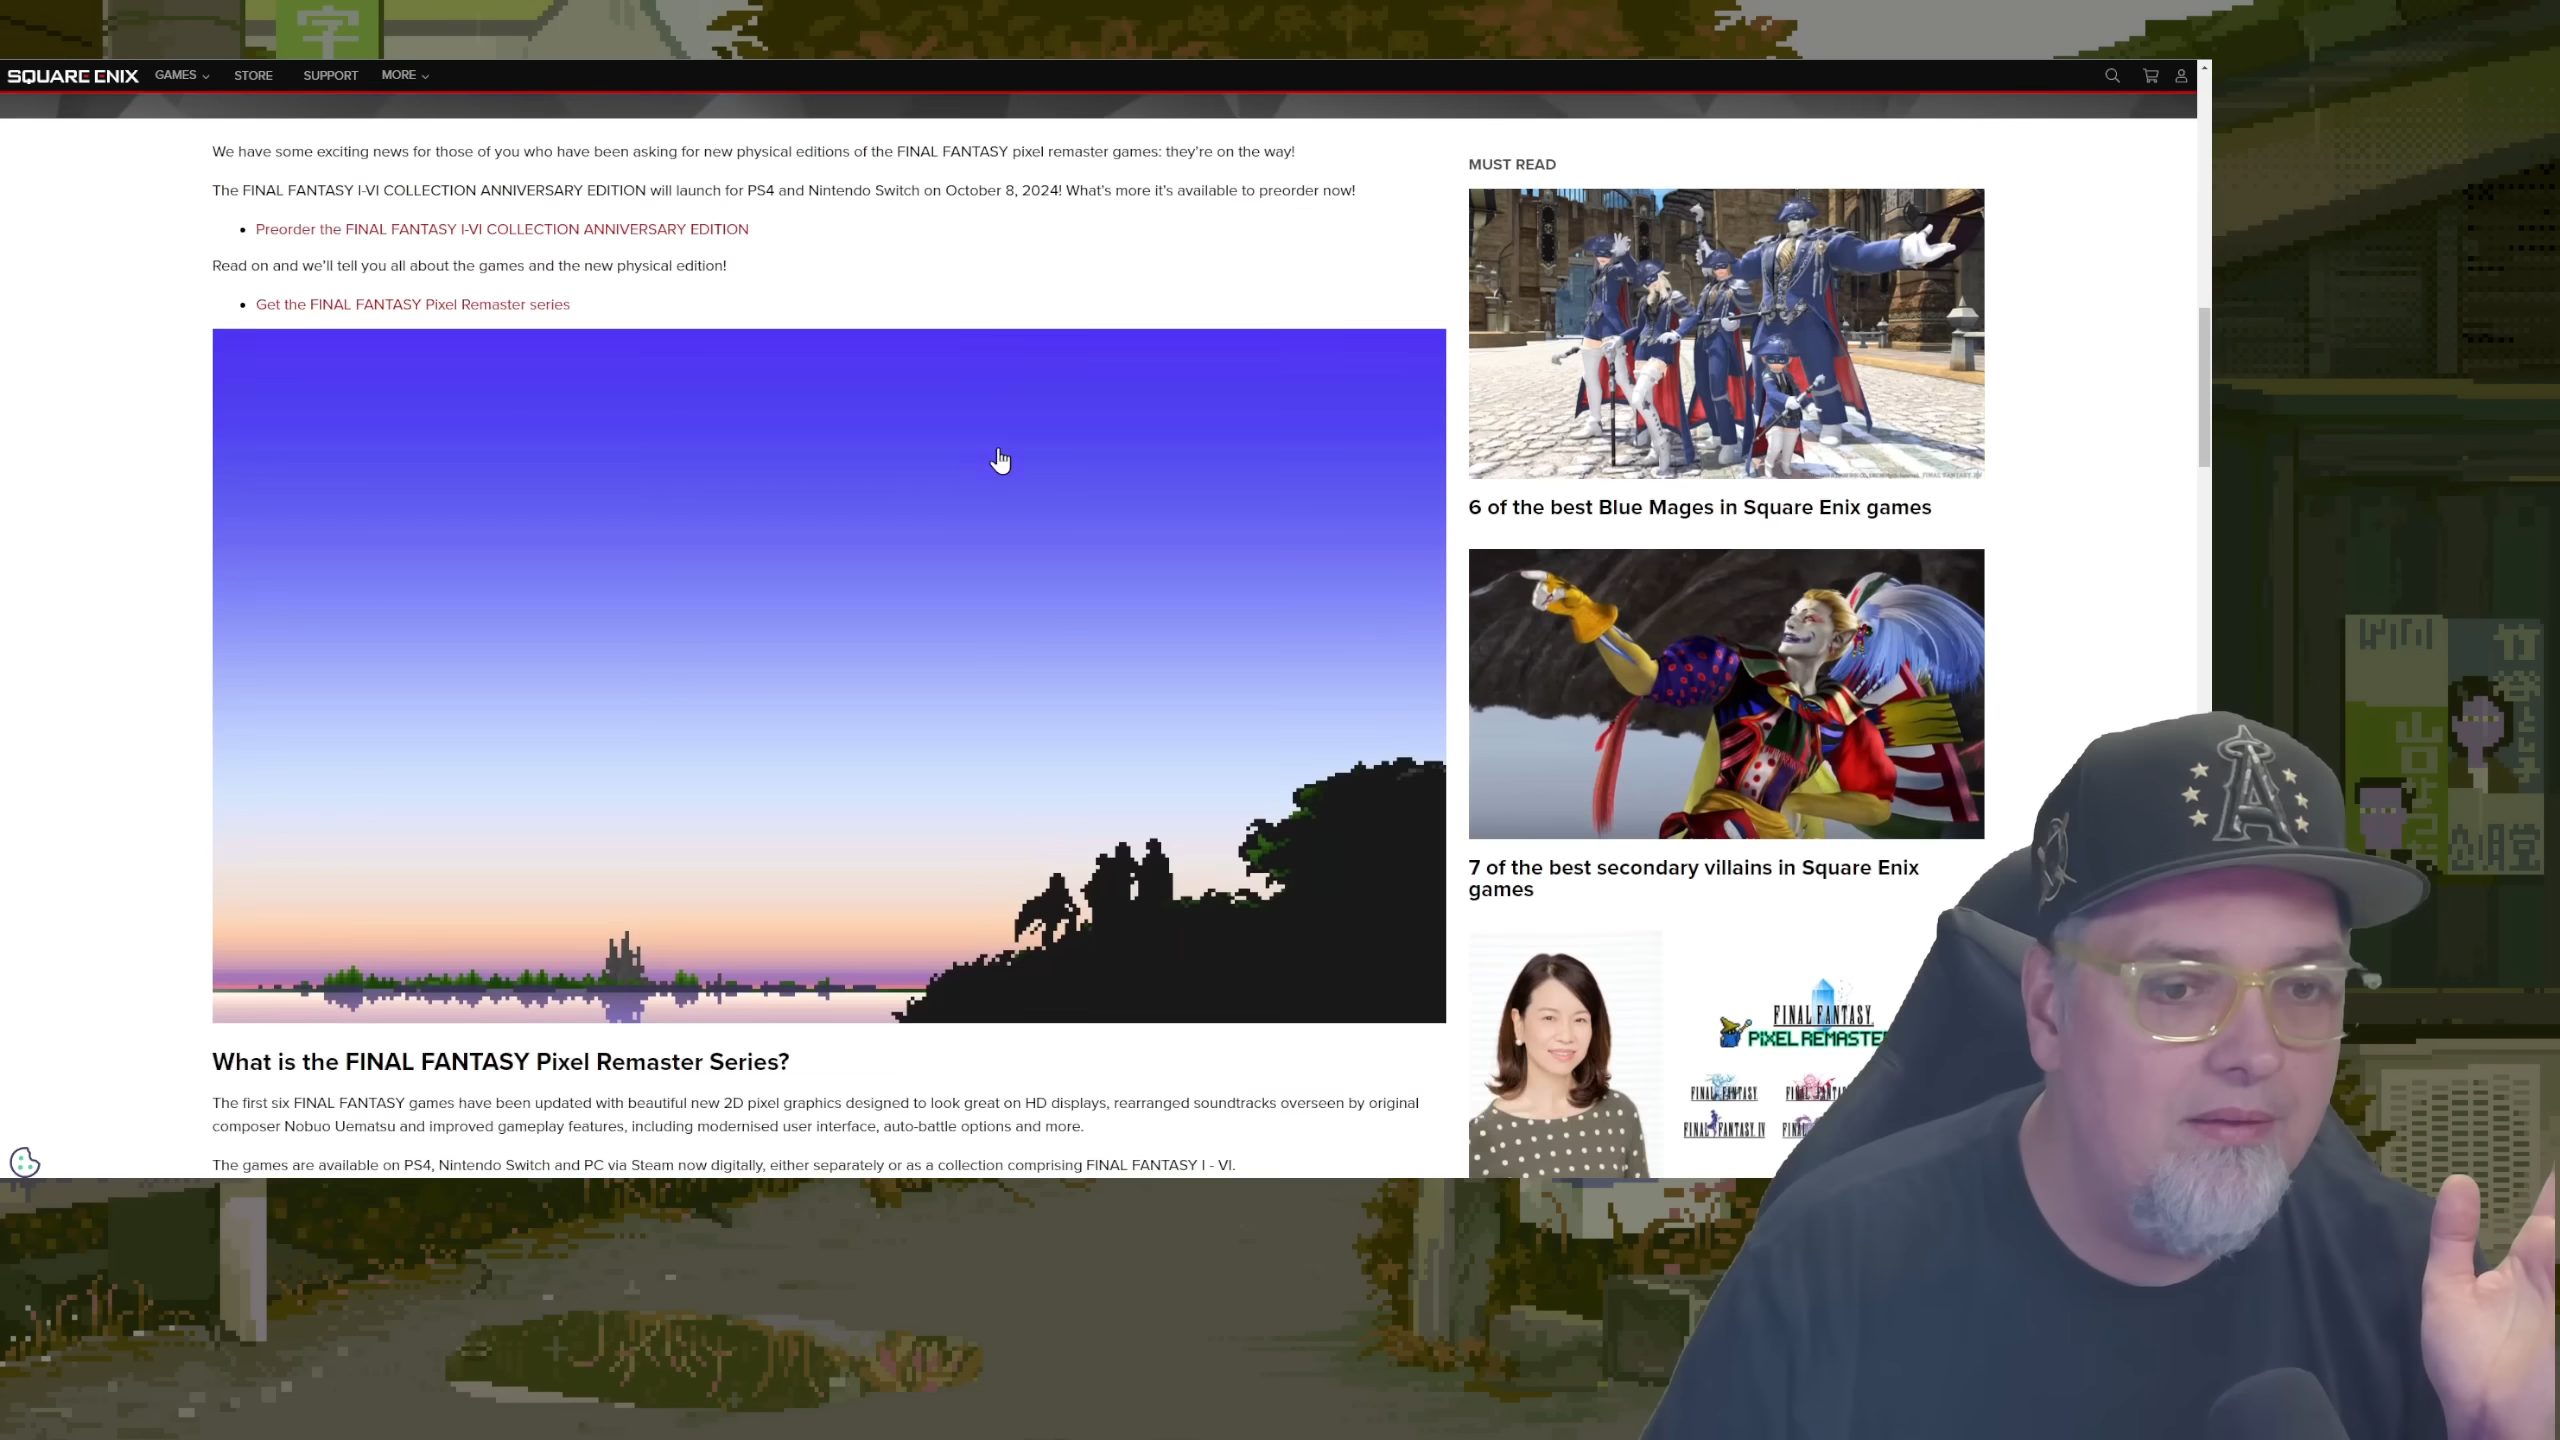 字
SQUARE ENIX
GAMES
STORE
SUPPORT
MORE
We have some exciting news for those of you who have been asking for new physical editions of the FINAL FANTASY pixel remaster games: they're on the way!
The FINAL FANTASY I-VI COLLECTION ANNIVERSARY EDITION will launch for PS4 and Nintendo Switch on October 8, 2024! What's more it's available to preorder now!
• Preorder the FINAL FANTASY I-VI COLLECTION ANNIVERSARY EDITION
Read on and we'll tell you all about the games and the new physical edition!
• Get the FINAL FANTASY Pixel Remaster series
What is the FINAL FANTASY Pixel Remaster Series?
The first six FINAL FANTASY games have been updated with beautiful new 2D pixel graphics designed to look great on HD displays, rearranged soundtracks overseen by original
composer Nobuo Uematsu and improved gameplay features, including modernised user interface, auto-battle options and more.
The games are available on PS4, Nintendo Switch and PC via Steam now digitally, either separately or as a collection comprising FINAL FANTASY I - VI.
MUST READ
6 of the best Blue Mages in Square Enix games
7 of the best secondary villains in Square Enix
games
FINAL FANTASY
PIXEL REMASTE
FINAL FANTASY
FINAL FANTA
FINAL FANTASY IV
FINAL
A